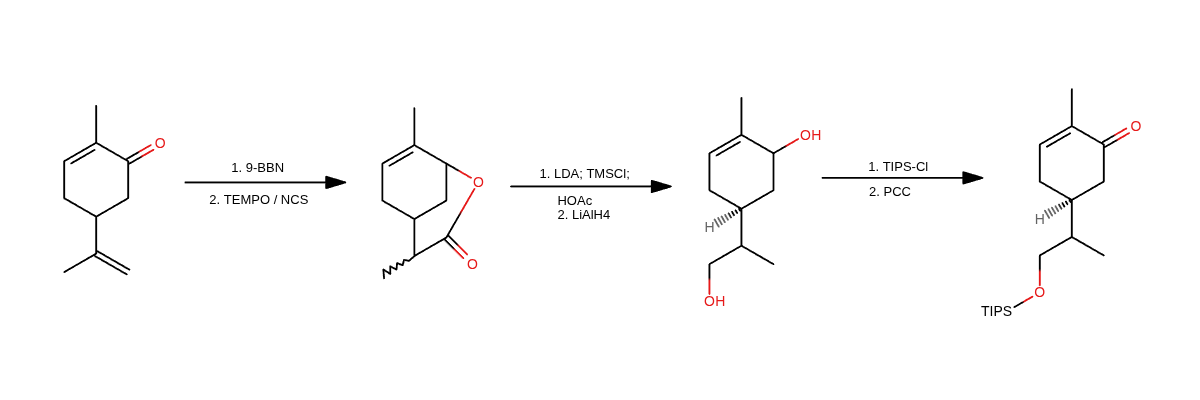 O
1. 9-BBN
2. TEMPO / NCS
O
O
1. LDA; TMSCl;
HOAc
2. LiAlH4
OH
H
OH
1. TIPS-Cl
2. PCC
O
H
O
TIPS